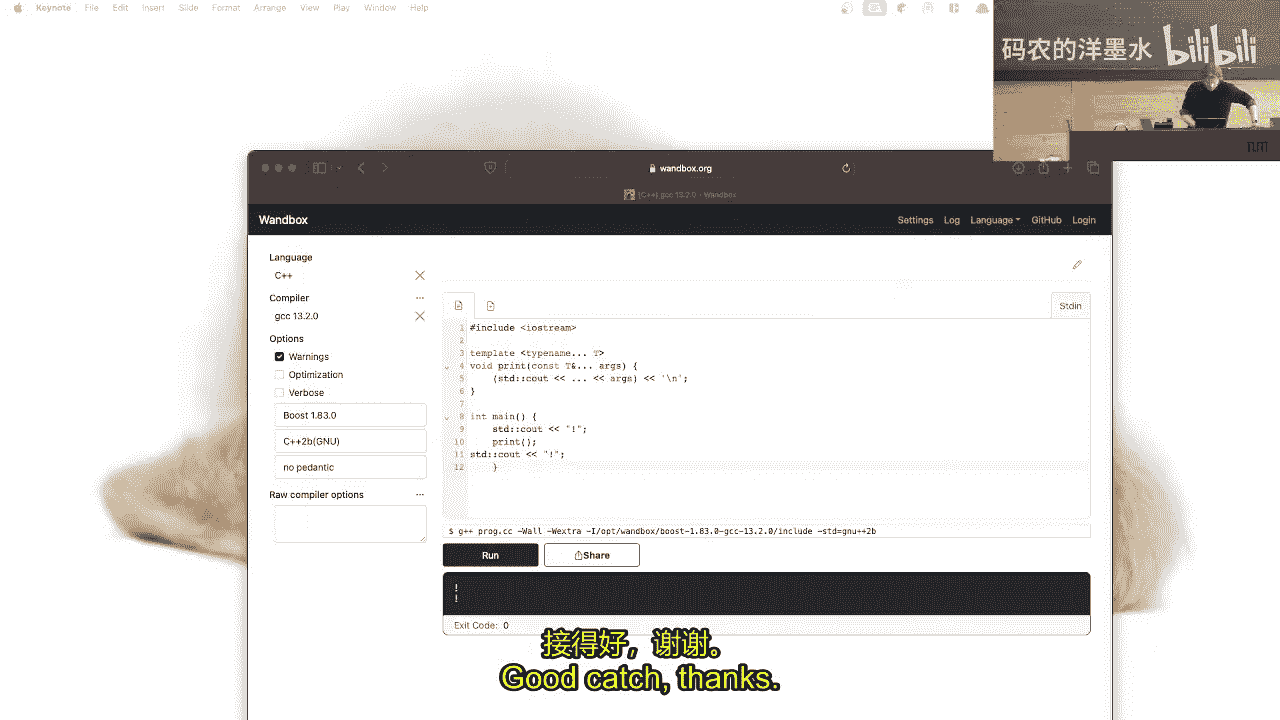 Keynote File Edit Insert Slide Format Arrange View Play Window Help
码农的洋墨水 bilibili
TUM
wandbox.org
[C++] gcc 13.2.0 - Wandbox
Wandbox
Settings Log Language GitHub Login
Language
C++
Compiler
gcc 13.2.0
Options
Warnings
Optimization
Verbose
Boost 1.83.0
C++2b(GNU)
no pedantic
Raw compiler options
Stdin
1 #include <iostream>
2
3 template <typename... T>
4 void print(const T&... args) {
5 (std::cout << ... << args) << '\n';
6 }
7
8 int main() {
9 std::cout << "!";
10 print();
11 std::cout << "!";
12 }
$ g++ prog.cc -Wall -Wextra -I/opt/wandbox/boost-1.83.0-gcc-13.2.0/include -std=gnu++2b
Run Share
!
!
Exit Code: 0
接得好，谢谢。
Good catch, thanks.